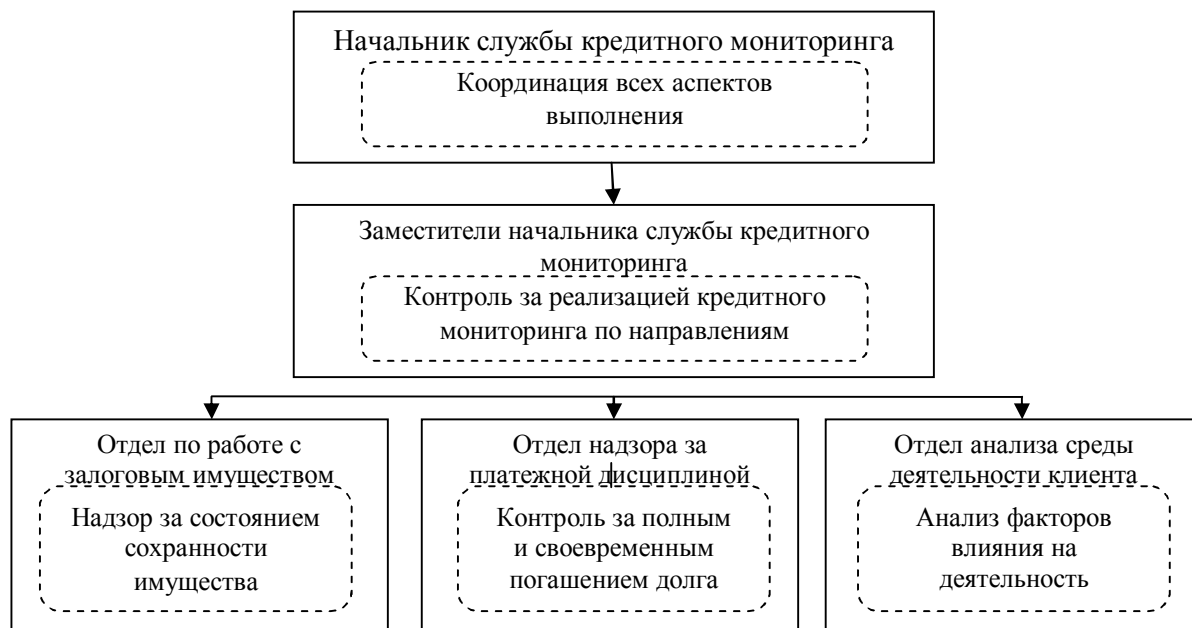 Начальник службы кредитного мониторинга
Координация всех аспектов
выполнения
Заместители начальника службы кредитного
мониторинга
Контроль за реализацией кредитного
мониторинга по направлениям
Отдел по работе с
залоговым имуществом
Надзор за состоянием
сохранности
имущества
Отдел надзора за
платежной дисциплиной
Контроль за полным
и своевременным
погашением долга
Отдел анализа среды
деятельности клиента
Анализ факторов
влияния на
деятельность